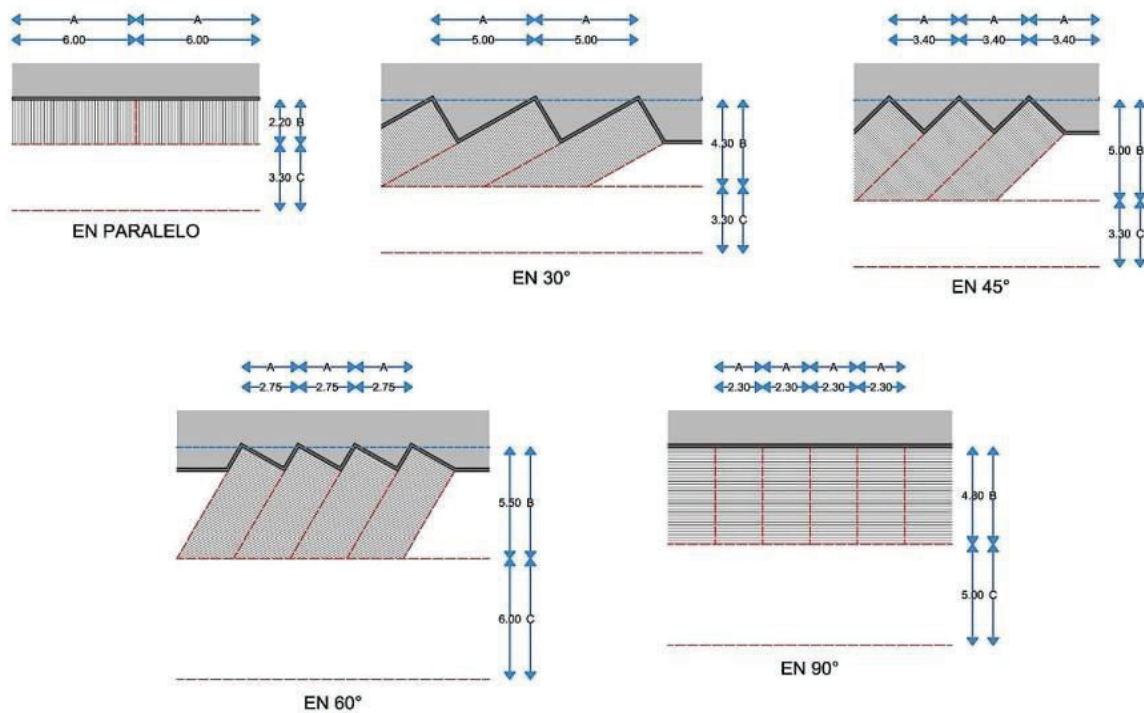 A A
6.00 6.00
2.20 B
3.30 C
EN PARALELO
A A
5.00 5.00
4.30 B
3.30 C
EN 30°
A A A
3.40 3.40 3.40
5.00 B
3.30 C
EN 45°
A A A
2.75 2.75 2.75
5.50 B
6.00 C
EN 60°
A A A A
2.30 2.30 2.30 2.30
4.80 B
5.00 C
EN 90°